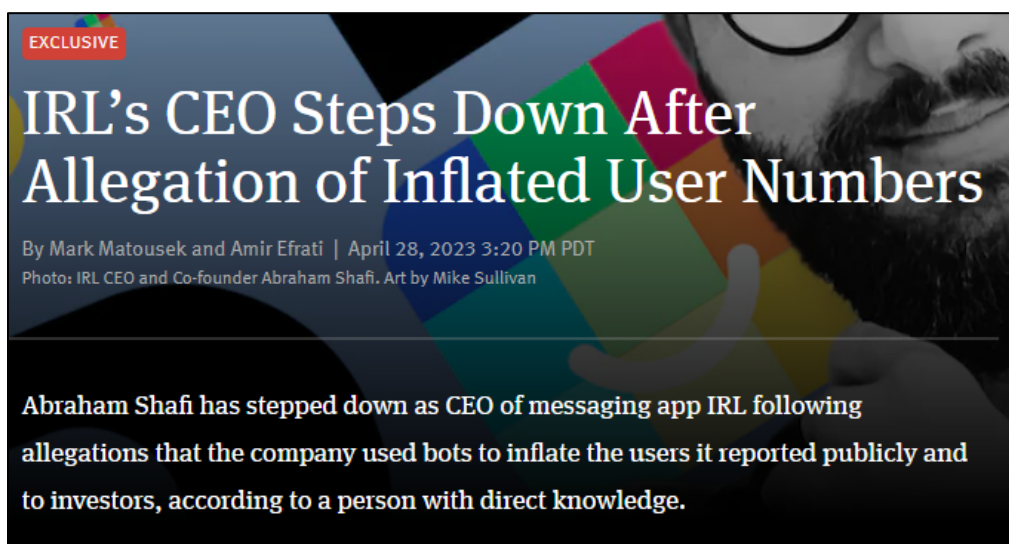 EXCLUSIVE
IRL’s CEO Steps Down After
Allegation of Inflated User Numbers
By Mark Matousek and Amir Efrati | April 28, 2023 3:20 PM PDT
Photo: IRL CEO and Co-founder Abraham Shafi. Art by Mike Sullivan
Abraham Shafi has stepped down as CEO of messaging app IRL following
allegations that the company used bots to inflate the users it reported publicly and
to investors, according to a person with direct knowledge.